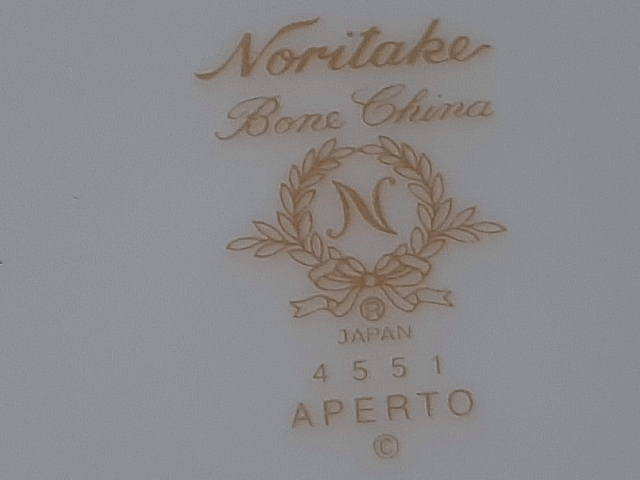 Noritake
Bone China
N
®
JAPAN
4551
APERTO
©